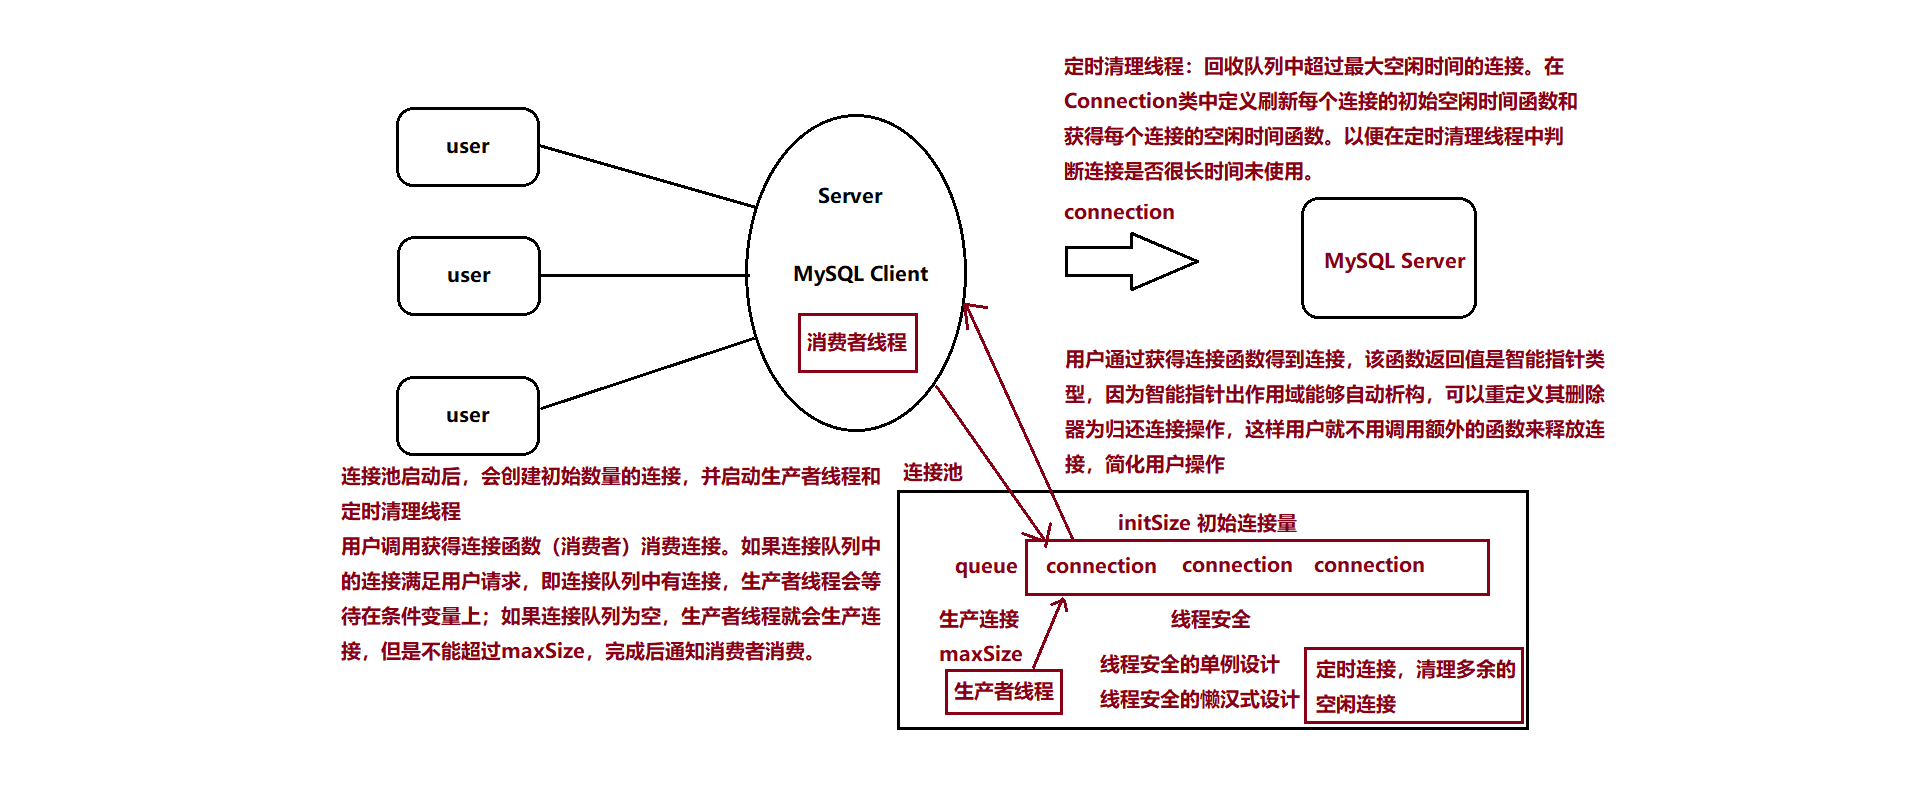 user
user
user
Server
MySQL Client
消费者线程
定时清理线程：回收队列中超过最大空闲时间的连接。在
Connection类中定义刷新每个连接的初始空闲时间函数和
获得每个连接的空闲时间函数。以便在定时清理线程中判
断连接是否很长时间未使用。
connection
MySQL Server
用户通过获得连接函数得到连接，该函数返回值是智能指针类
型，因为智能指针出作用域能够自动析构，可以重定义其删除
器为归还连接操作，这样用户就不用调用额外的函数来释放连
接，简化用户操作
连接池启动后，会创建初始数量的连接，并启动生产者线程和
定时清理线程
用户调用获得连接函数（消费者）消费连接。如果连接队列中
的连接满足用户请求，即连接队列中有连接，生产者线程会等
待在条件变量上；如果连接队列为空，生产者线程就会生产连
接，但是不能超过maxSize，完成后通知消费者消费。
连接池
initSize 初始连接量
queue
connection connection connection
生产连接
maxSize
生产者线程
线程安全
线程安全的单例设计
线程安全的懒汉式设计
定时连接，清理多余的
空闲连接